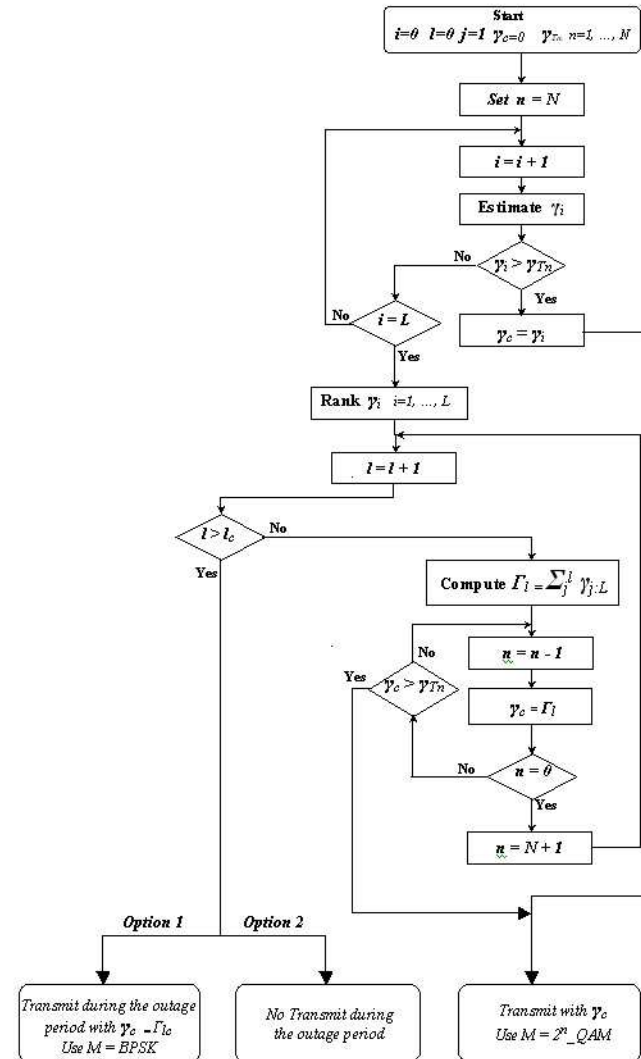 Start
i=0 l=0 j=1 γc=0 γTn n=1, ..., N
Set n = N
i = i + 1
Estimate γi
No
γi > γTn
Yes
No
i = L
γc = γi
Yes
Rank γi i=1, ..., L
l = l + 1
l > lc
No
Yes
Compute Γl = Σj^l γj:L
No
n = n - 1
Yes
γc > γTn
γc = Γl
No
n = 0
Yes
n = N + 1
Option 1
Option 2
Transmit during the outage
period with γc = Γlc
Use M = BPSK
No Transmit during
the outage period
Transmit with γc
Use M = 2^n_QAM